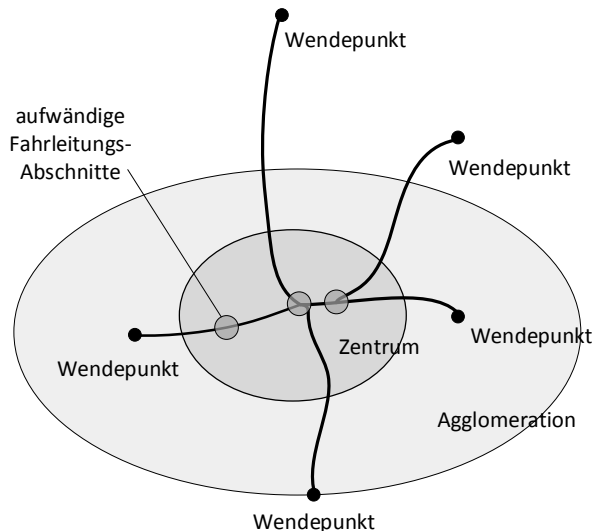 Wendepunkt
aufwändige
Fahrleitungs-
Abschnitte
Wendepunkt
Wendepunkt
Zentrum
Wendepunkt
Agglomeration
Wendepunkt